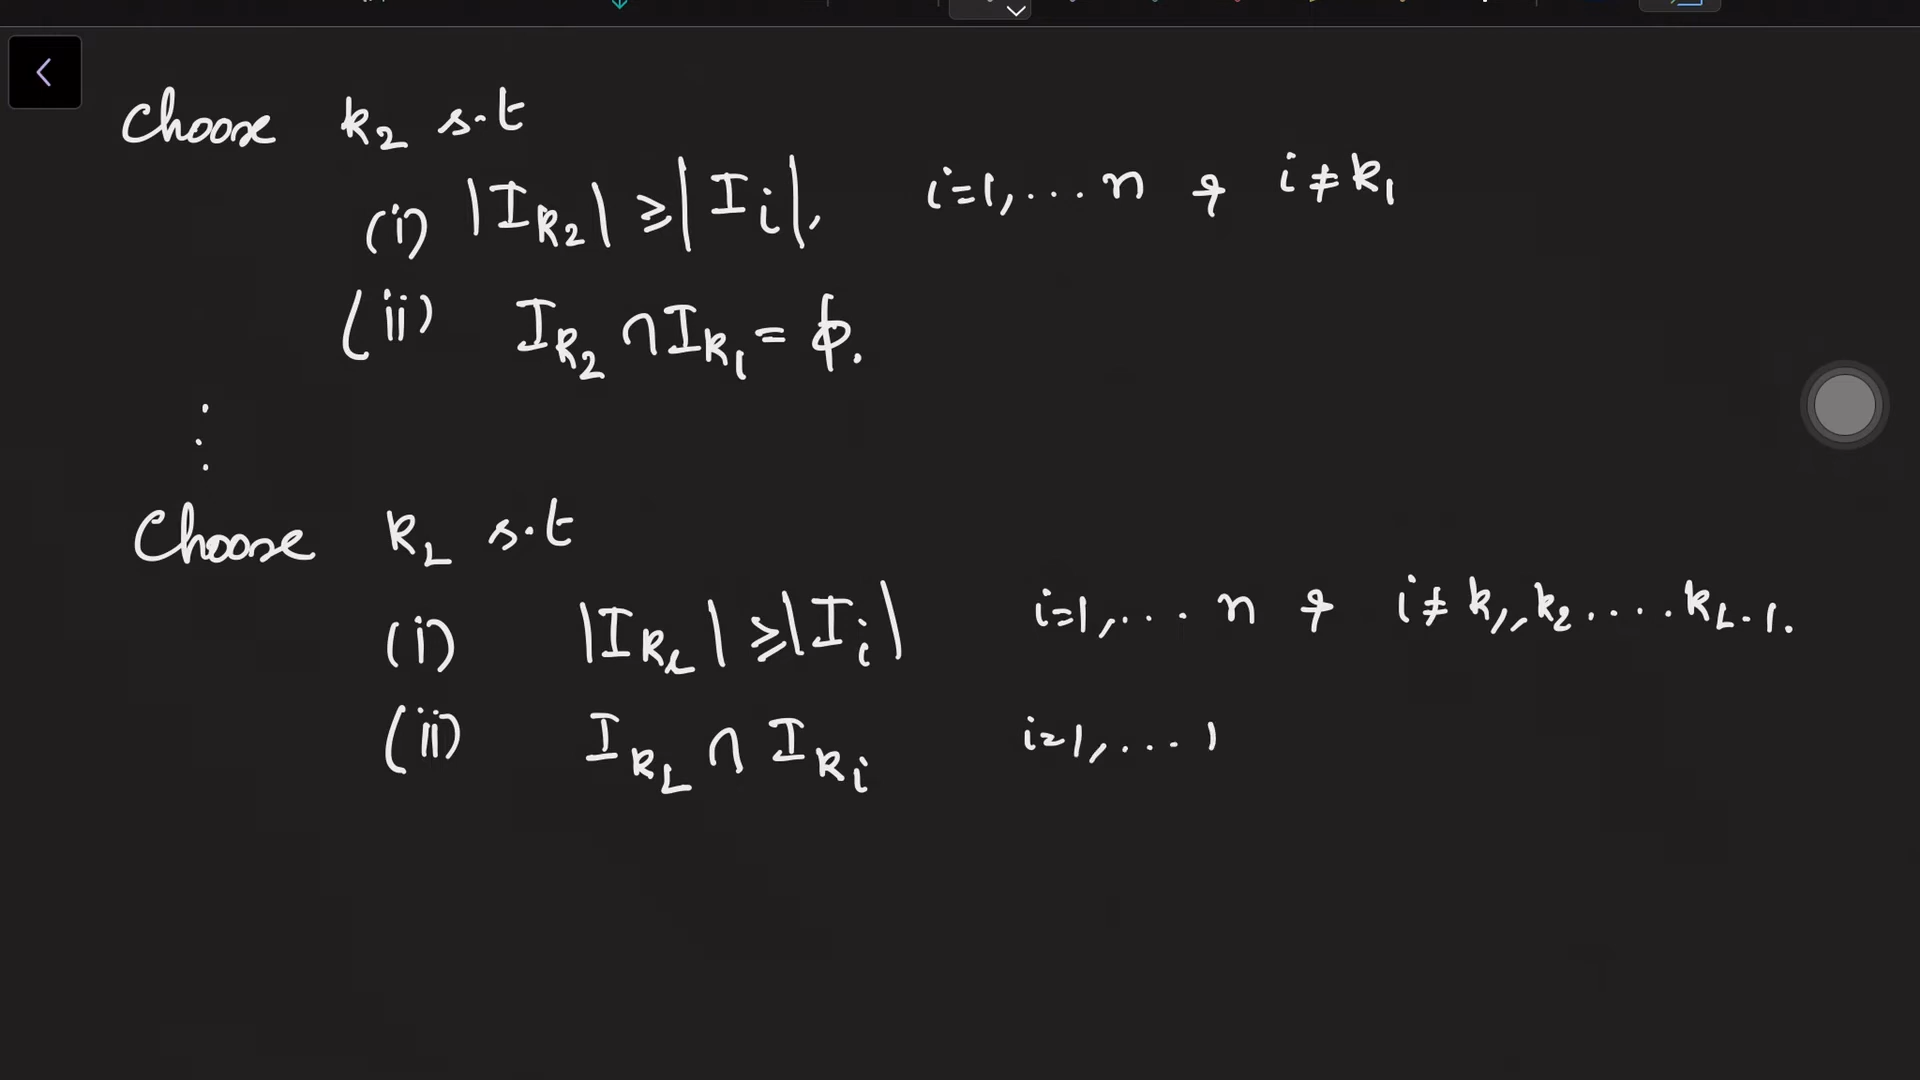 Choose k₂ s.t
(i) |I_{k₂}| ≥ |I_i|, i=1,...n & i≠k₁
(ii) I_{k₂} ∩ I_{k₁} = ϕ.
⋮
Choose k_L s.t
(i) |I_{k_L}| ≥ |I_i| i=1,...n & i≠k₁,k₂....k_{L-1}.
(ii) I_{k_L} ∩ I_{k_i} i=1,...1